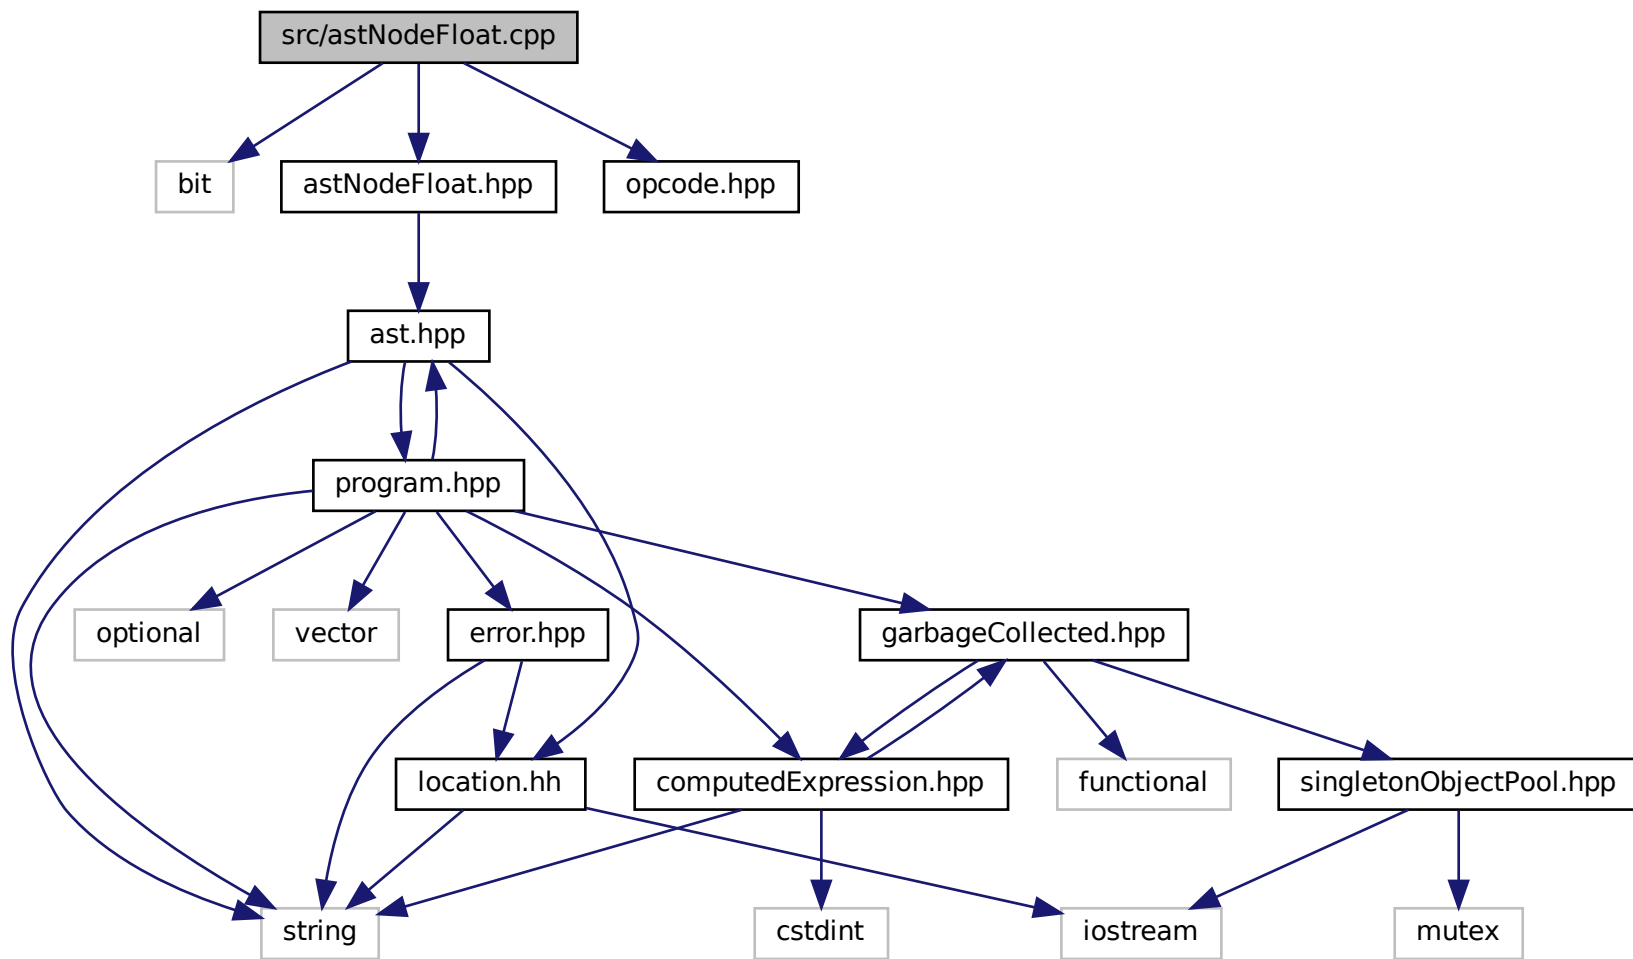 src/astNodeFloat.cpp
bit
astNodeFloat.hpp
opcode.hpp
ast.hpp
program.hpp
optional
vector
error.hpp
garbageCollected.hpp
location.hh
computedExpression.hpp
functional
singletonObjectPool.hpp
string
cstdint
iostream
mutex